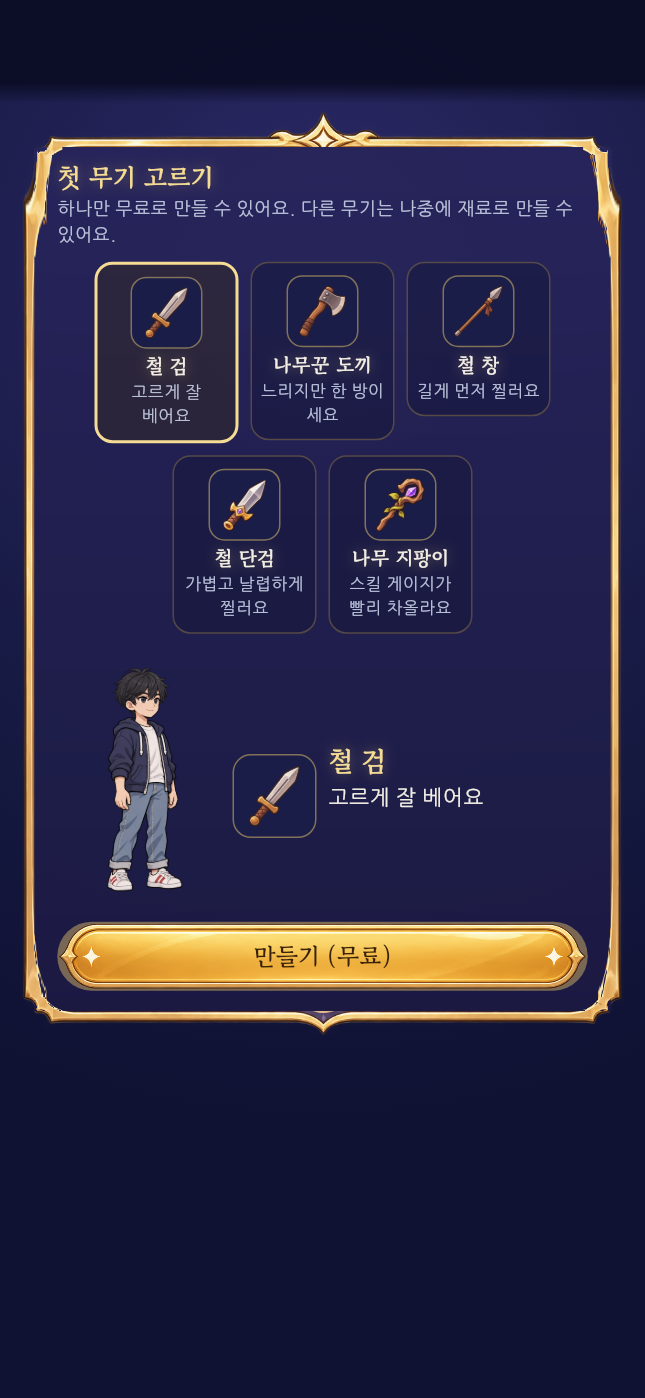 첫 무기 고르기
하나만 무료로 만들 수 있어요. 다른 무기는 나중에 재료로 만들 수
있어요.
철 검
고르게 잘
베어요
나무꾼 도끼
느리지만 한 방이
세요
철 창
길게 먼저 찔러요
철 단검
가볍고 날렵하게
찔러요
나무 지팡이
스킬 게이지가
빨리 차올라요
철 검
고르게 잘 베어요
만들기 (무료)